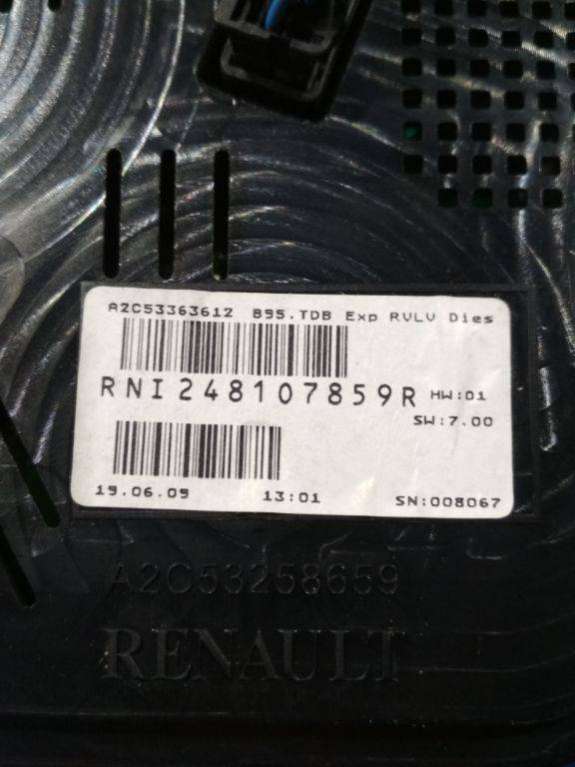 A2C53363612 B95.TDB Exp RVLV Dies
RNI248107859R HW:01
SW:7.00
19.06.09 13:01 SN:008067
A2C53258659
RENAULT